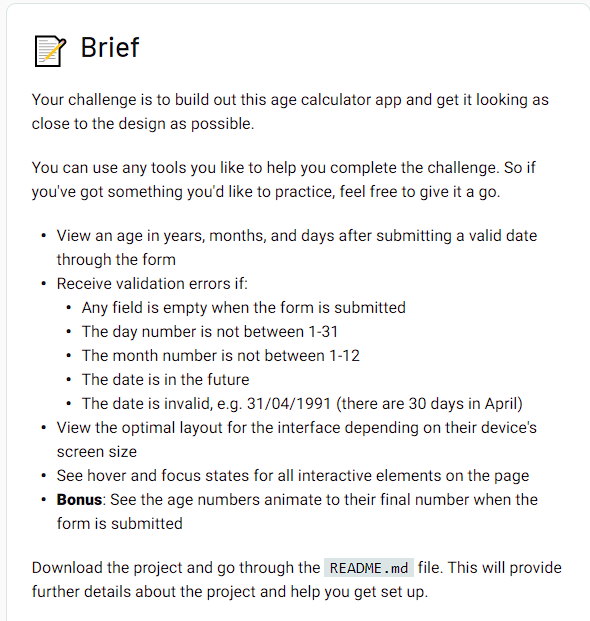 Brief
Your challenge is to build out this age calculator app and get it looking as
close to the design as possible.
You can use any tools you like to help you complete the challenge. So if
you've got something you'd like to practice, feel free to give it a go.
• View an age in years, months, and days after submitting a valid date
through the form
• Receive validation errors if:
• Any field is empty when the form is submitted
• The day number is not between 1-31
• The month number is not between 1-12
• The date is in the future
• The date is invalid, e.g. 31/04/1991 (there are 30 days in April)
• View the optimal layout for the interface depending on their device's
screen size
• See hover and focus states for all interactive elements on the page
• Bonus: See the age numbers animate to their final number when the
form is submitted
Download the project and go through the README.md file. This will provide
further details about the project and help you get set up.